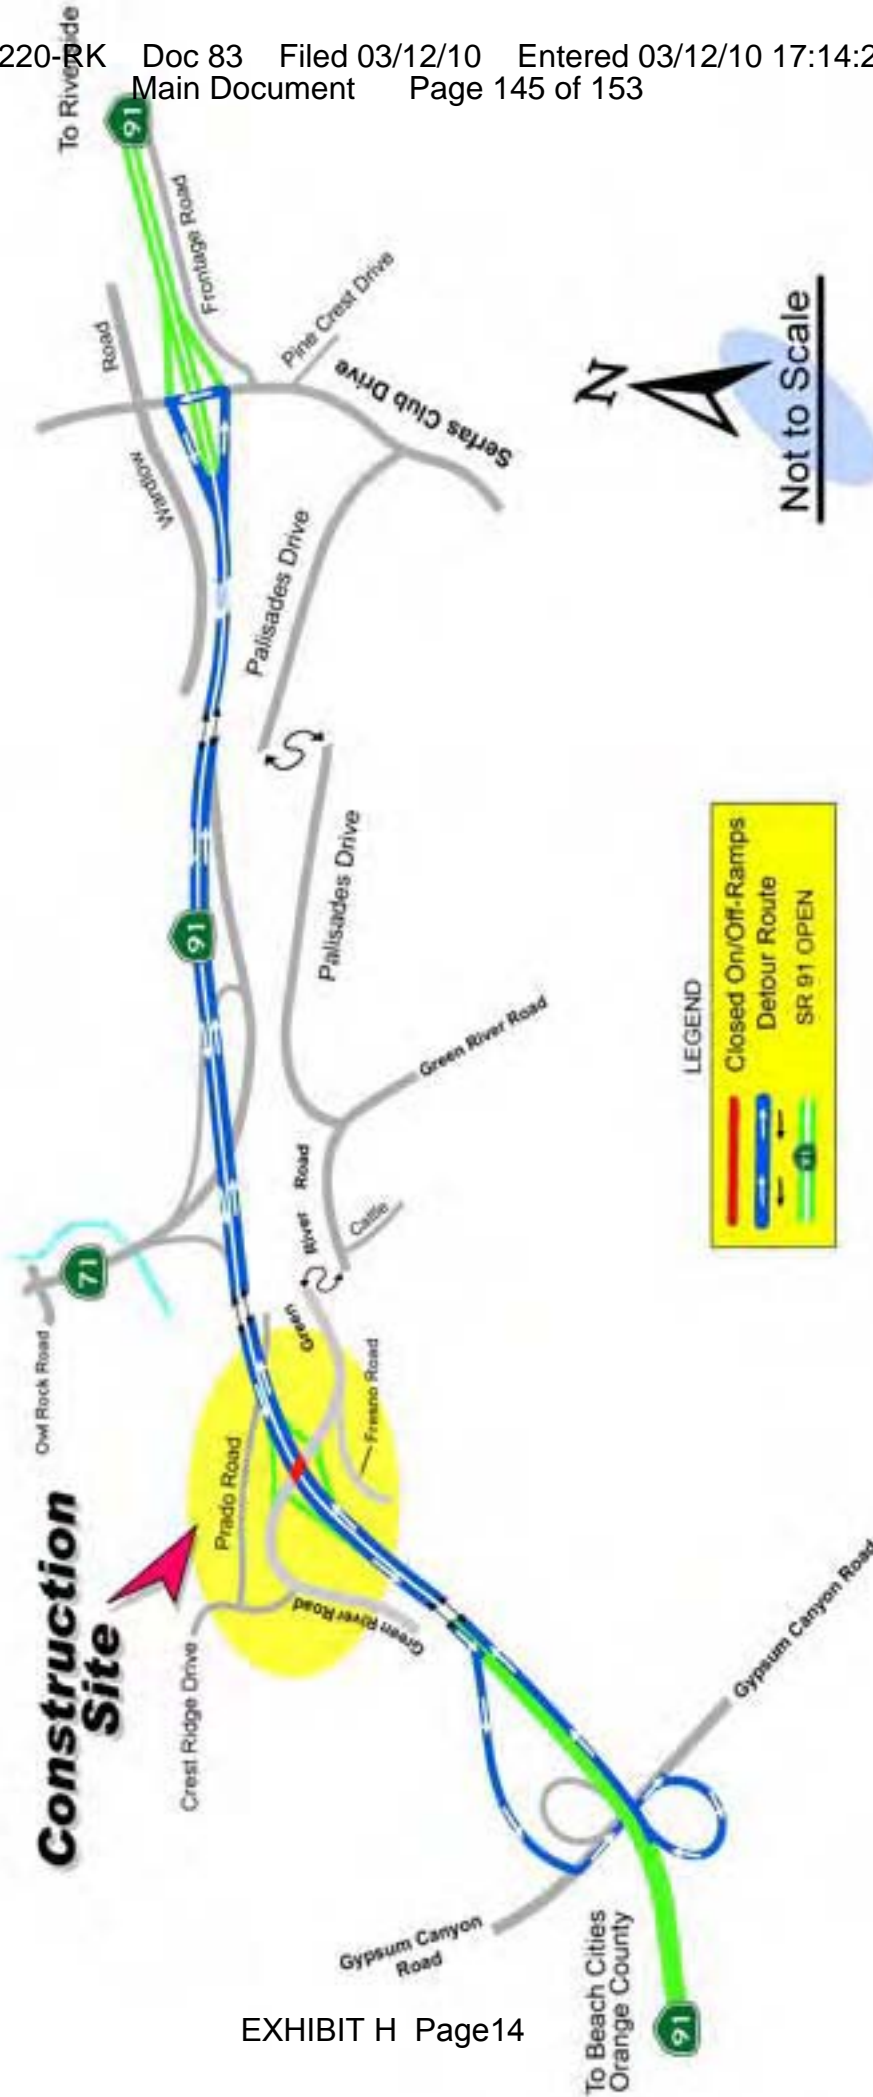 220-RK Doc 83 Filed 03/12/10 Entered 03/12/10 17:14:2
Main Document Page 145 of 153
To Riverside
91
Frontage Road
Road
Wardlow
Pine Crest Drive
Serfas Club Drive
Palisades Drive
N
Not to Scale
91
Palisades Drive
Green River Road
Green River Road
Cattle
71
Owl Rock Road
Construction
Site
Prado Road
Fresno Road
Crest Ridge Drive
Green River Road
LEGEND
Closed On/Off-Ramps
Detour Route
91
SR 91 OPEN
Gypsum Canyon Road
Gypsum Canyon
Road
To Beach Cities
Orange County
91
EXHIBIT H Page14